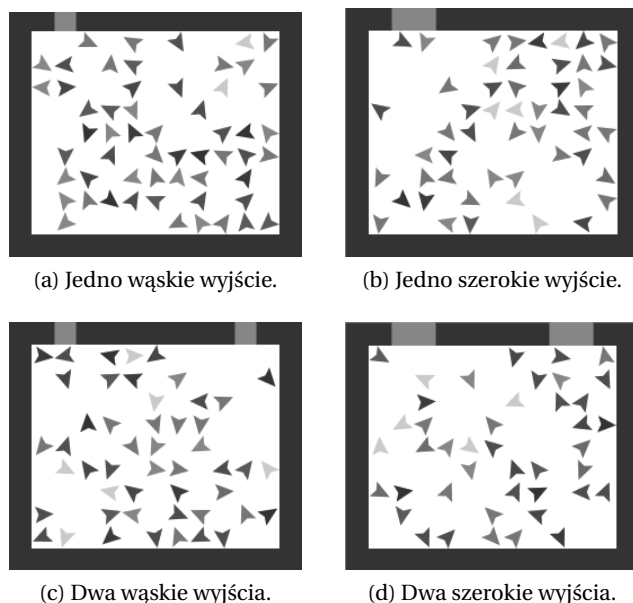 (a) Jedno wąskie wyjście.
(b) Jedno szerokie wyjście.
(c) Dwa wąskie wyjścia.
(d) Dwa szerokie wyjścia.